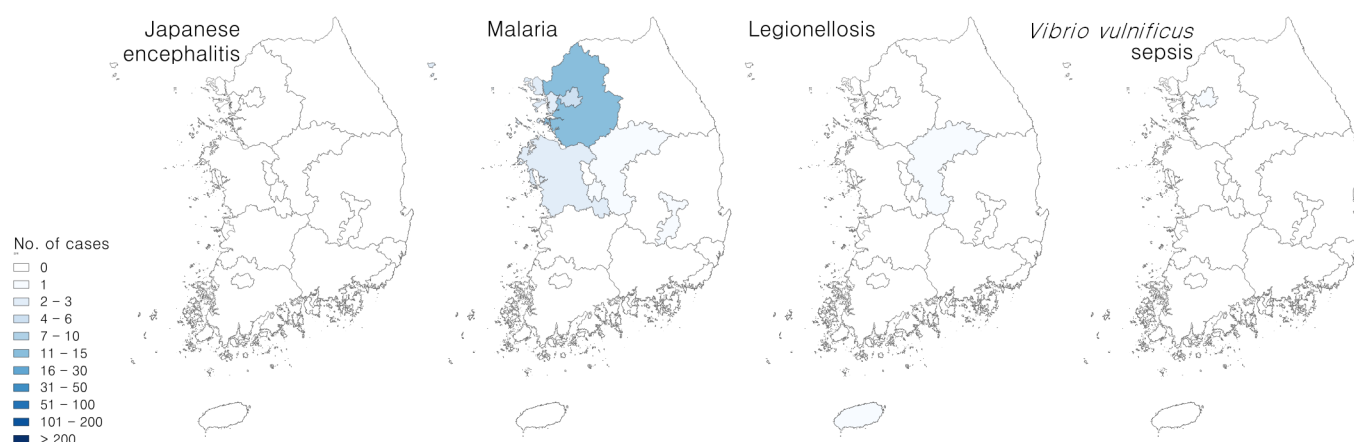 Japanese
encephalitis
Malaria
Legionellosis
Vibrio vulnificus
sepsis
No. of cases
0
1
2 – 3
4 – 6
7 – 10
11 – 15
16 – 30
31 – 50
51 – 100
101 – 200
> 200